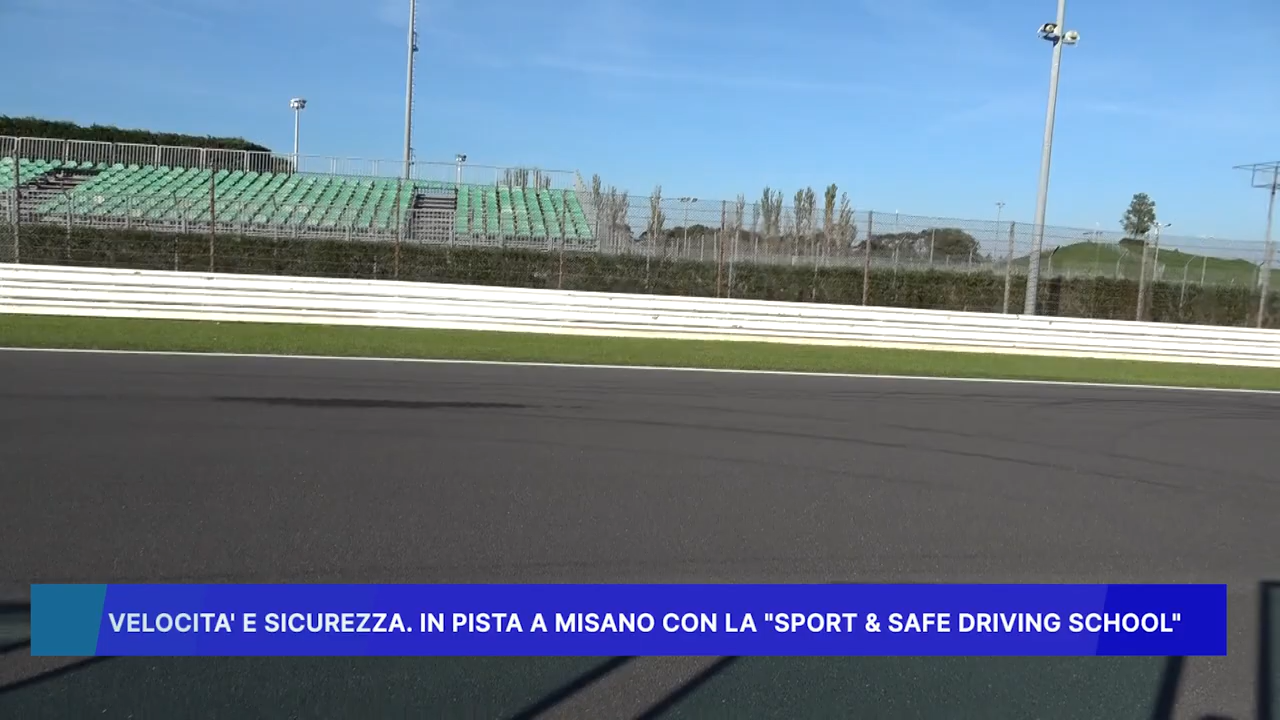 VELOCITA' E SICUREZZA. IN PISTA A MISANO CON LA "SPORT & SAFE DRIVING SCHOOL"